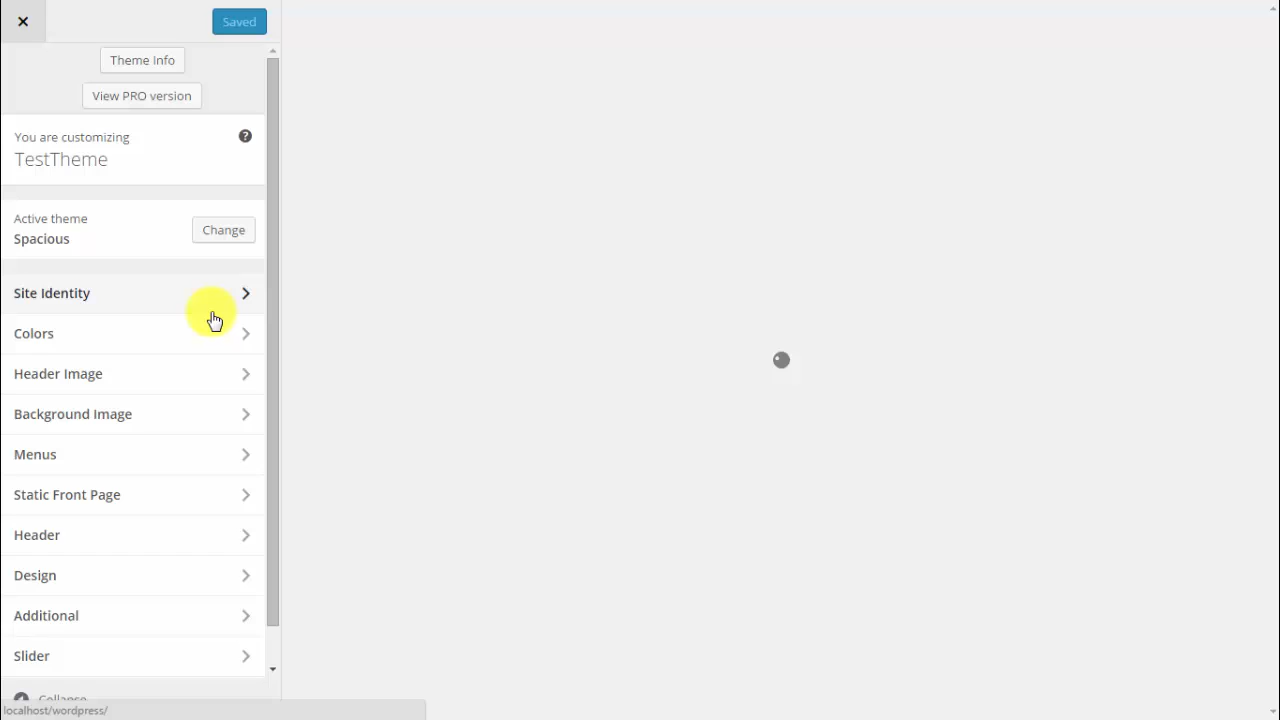 Saved
Theme Info
View PRO version
You are customizing
TestTheme
Active theme
Spacious
Change
Site Identity
Colors
Header Image
Background Image
Menus
Static Front Page
Header
Design
Additional
Slider
Collapse
localhost/wordpress/